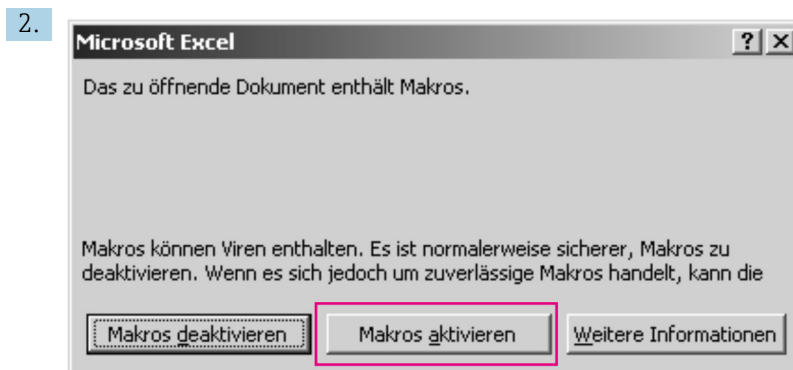 2.
Microsoft Excel
Das zu öffnende Dokument enthält Makros.
Makros können Viren enthalten. Es ist normalerweise sicherer, Makros zu
deaktivieren. Wenn es sich jedoch um zuverlässige Makros handelt, kann die
Makros deaktivieren
Makros aktivieren
Weitere Informationen